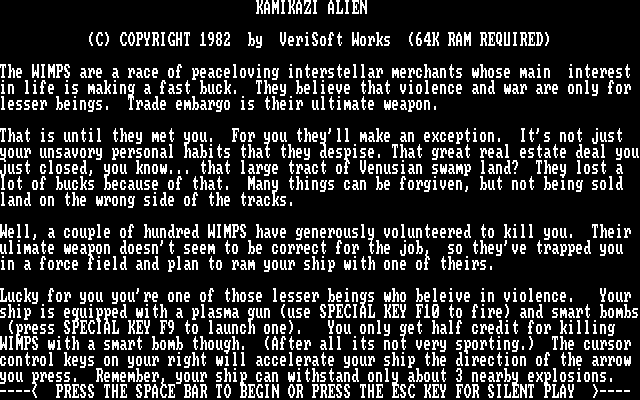 KAMIKAZI ALIEN
(C) COPYRIGHT 1982  by  VeriSoft Works  (64K RAM REQUIRED)
The WIMPS are a race of peaceloving interstellar merchants whose main  interest
in life is making a fast buck.  They believe that violence and war are only for
lesser beings.  Trade embargo is their ultimate weapon.
That is until they met you.  For you they'll make an exception.  It's not just
your unsavory personal habits that they despise. That great real estate deal you
just closed, you know... that large tract of Venusian swamp land?  They lost a
lot of bucks because of that.  Many things can be forgiven, but not being sold
land on the wrong side of the tracks.
Well, a couple of hundred WIMPS have generously volunteered to kill you.  Their
ulimate weapon doesn't seem to be correct for the job,  so they've trapped you
in a force field and plan to ram your ship with one of theirs.
Lucky for you you're one of those lesser beings who beleive in violence.   Your
ship is equipped with a plasma gun (use SPECIAL KEY F10 to fire) and smart bombs
(press SPECIAL KEY F9 to launch one).   You only get half credit for killing
WIMPS with a smart bomb though.  (After all its not very sporting.)  The cursor
control keys on your right will accelerate your ship the direction of the arrow
you press.  Remember, your ship can withstand only about 3 nearby explosions.
----<  PRESS THE SPACE BAR TO BEGIN OR PRESS THE ESC KEY FOR SILENT PLAY  >----